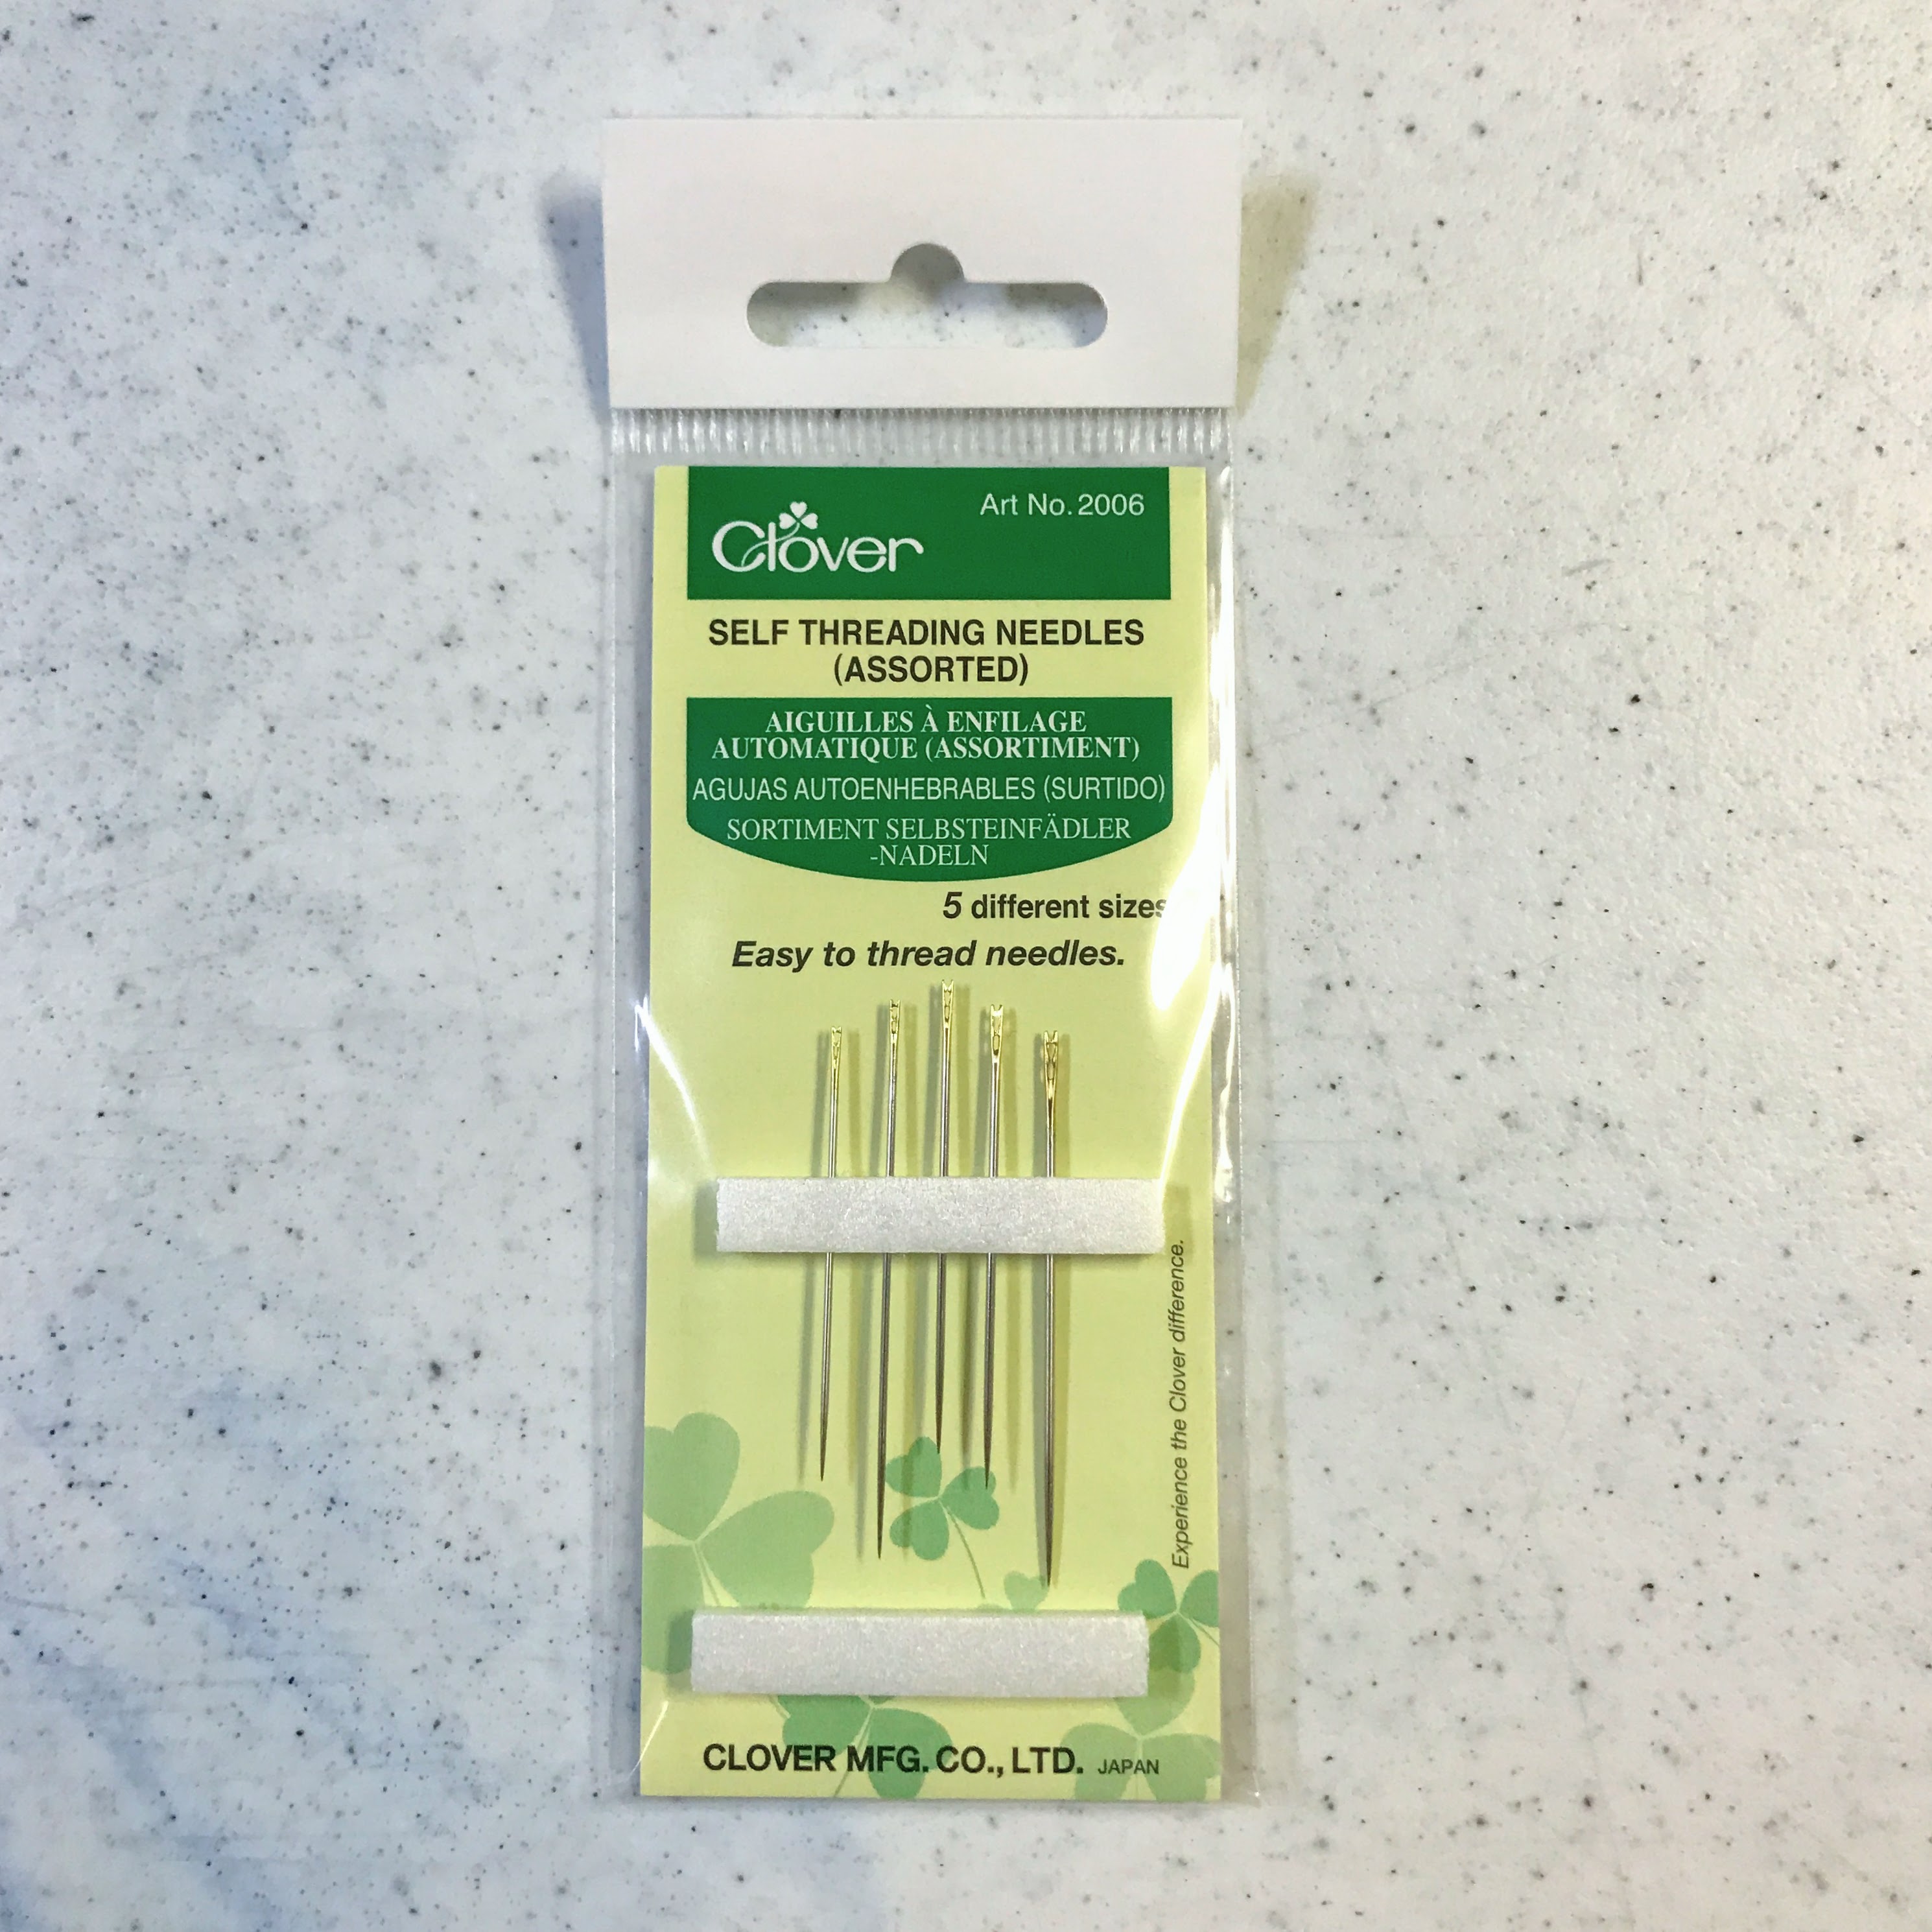 Art No. 2006
Clover
SELF THREADING NEEDLES
(ASSORTED)
AIGUILLES À ENFILAGE
AUTOMATIQUE (ASSORTIMENT)
AGUJAS AUTOENHEBRABLES (SURTIDO)
SORTIMENT SELBSTEINFÄDLER
-NADELN
5 different sizes
Easy to thread needles.
Experience the Clover difference.
CLOVER MFG. CO., LTD. JAPAN